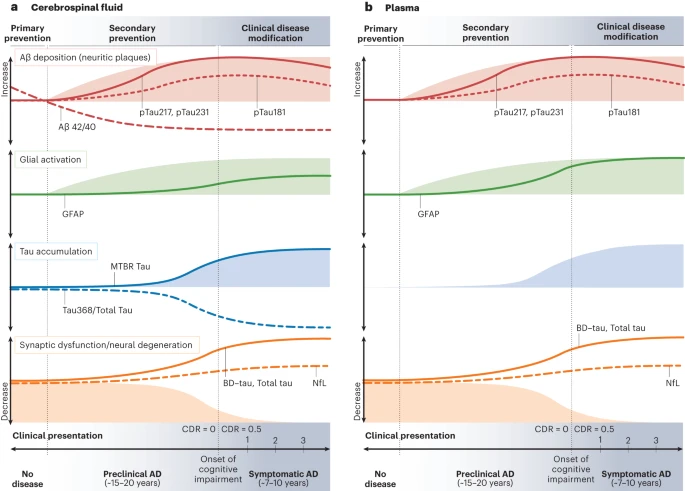 a Cerebrospinal fluid
Primary prevention
Secondary prevention
Clinical disease modification
Aβ deposition (neuritic plaques)
Increase
pTau217, pTau231
pTau181
Aβ 42/40
Glial activation
GFAP
Tau accumulation
MTBR Tau
Tau368/Total Tau
Synaptic dysfunction/neural degeneration
BD–tau, Total tau
NfL
Decrease
CDR = 0
CDR = 0.5
Clinical presentation
1 2 3
No disease
Preclinical AD
(~15–20 years)
Onset of
cognitive
impairment
Symptomatic AD
(~7–10 years)
b Plasma
Primary prevention
Secondary prevention
Clinical disease modification
Increase
pTau217, pTau231
pTau181
GFAP
BD–tau, Total tau
NfL
Decrease
CDR = 0
CDR = 0.5
Clinical presentation
1 2 3
No disease
Preclinical AD
(~15–20 years)
Onset of
cognitive
impairment
Symptomatic AD
(~7–10 years)